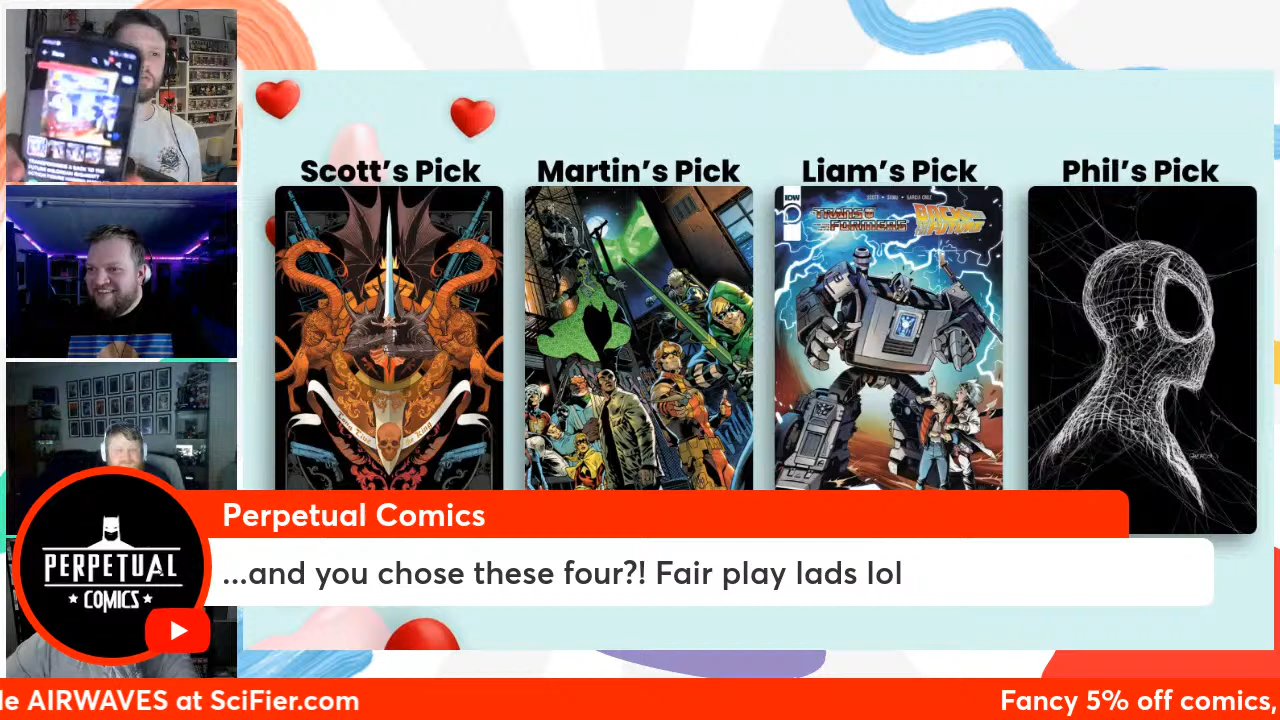 Scott's Pick
Martin's Pick
Liam's Pick
Phil's Pick
IDW
TRANSFORMERS
BACK TO THE FUTURE
Perpetual Comics
...and you chose these four?! Fair play lads lol
PERPETUAL
COMICS
le AIRWAVES at SciFier.com
Fancy 5% off comics,